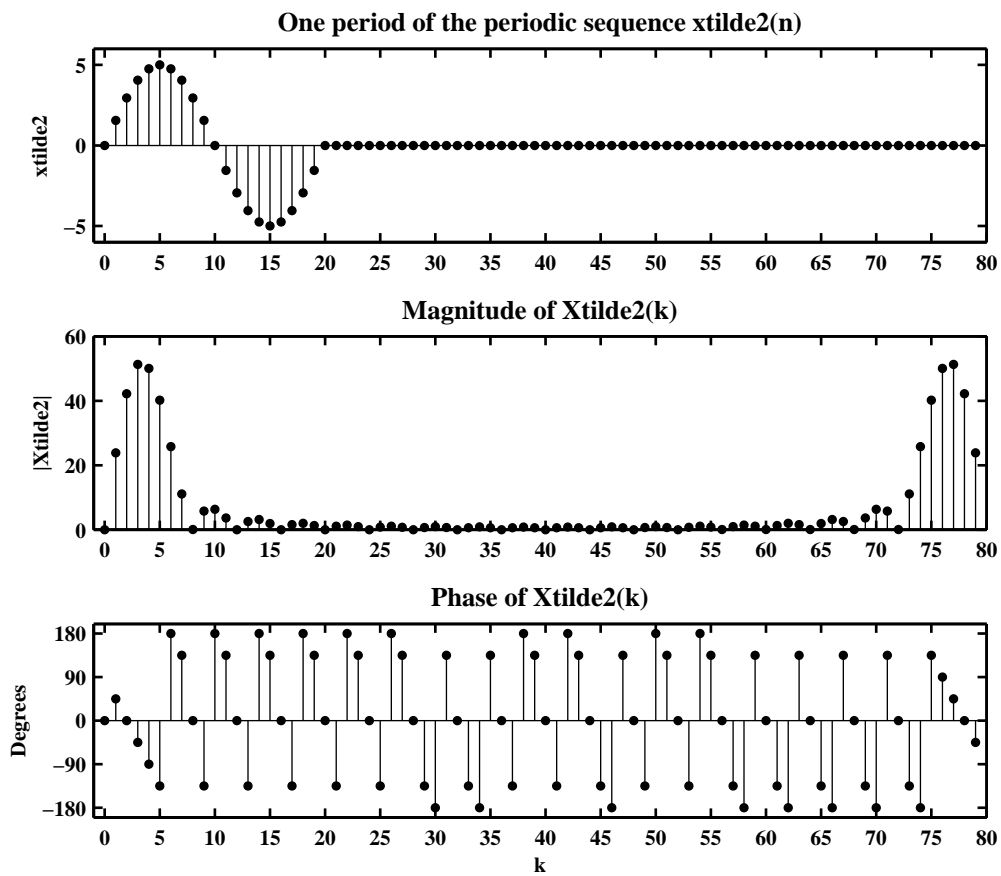 One period of the periodic sequence xtilde2(n)
5
0
−5
xtilde2
0 5 10 15 20 25 30 35 40 45 50 55 60 65 70 75 80
Magnitude of Xtilde2(k)
60
40
20
0
|Xtilde2|
0 5 10 15 20 25 30 35 40 45 50 55 60 65 70 75 80
Phase of Xtilde2(k)
180
90
0
−90
−180
Degrees
0 5 10 15 20 25 30 35 40 45 50 55 60 65 70 75 80
k